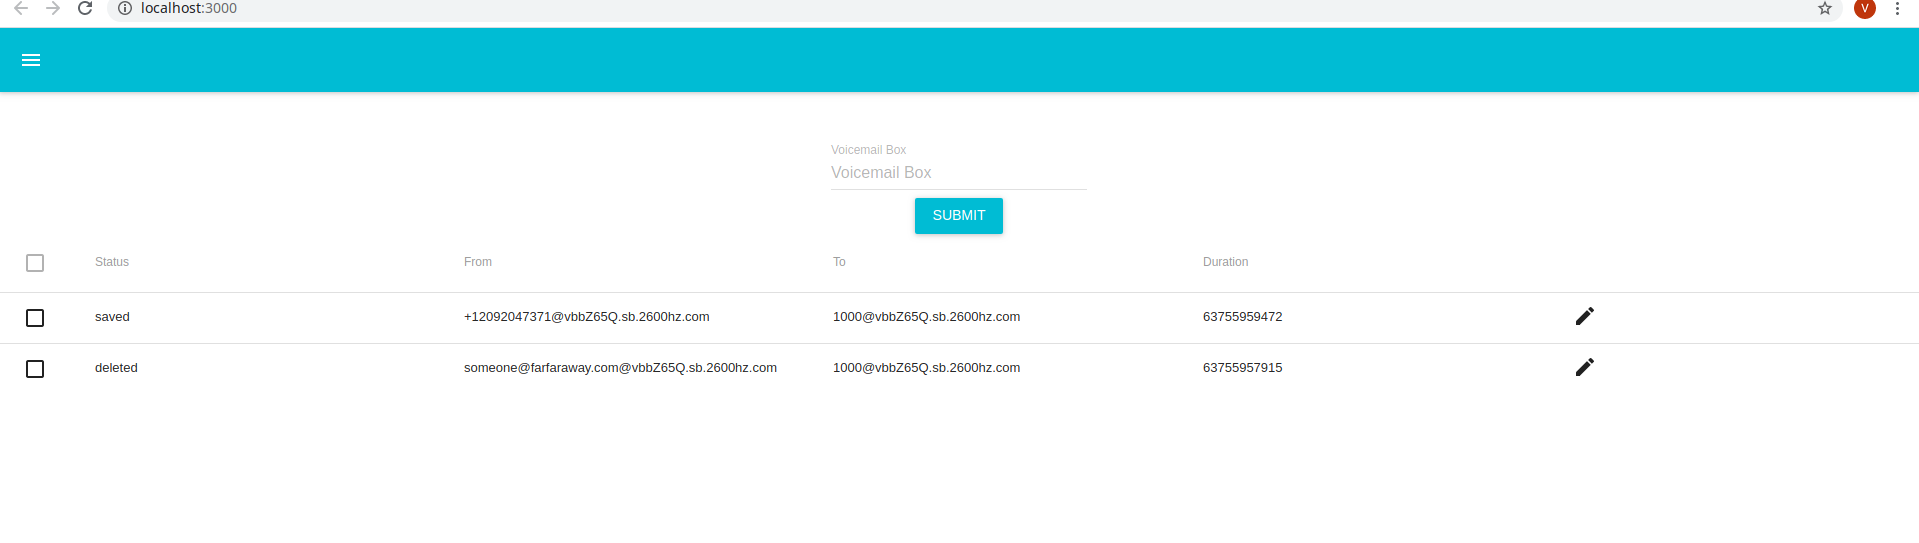 localhost:3000
V
Voicemail Box
Voicemail Box
SUBMIT
Status From To Duration
saved +12092047371@vbbZ65Q.sb.2600hz.com 1000@vbbZ65Q.sb.2600hz.com 63755959472
deleted someone@farfaraway.com@vbbZ65Q.sb.2600hz.com 1000@vbbZ65Q.sb.2600hz.com 63755957915